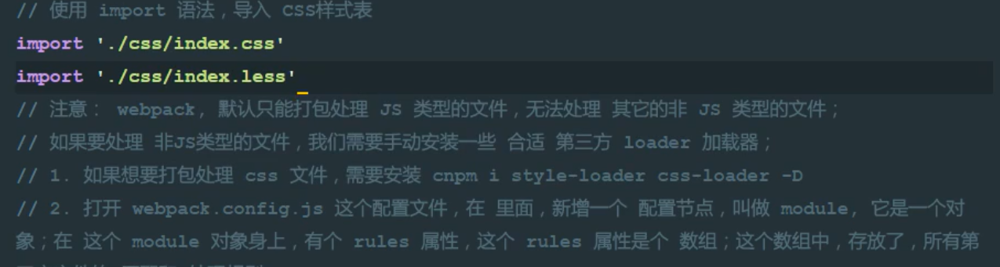 // 使用 import 语法，导入 CSS样式表
import './css/index.css'
import './css/index.less'
// 注意： webpack, 默认只能打包处理 JS 类型的文件，无法处理 其它的非 JS 类型的文件；
// 如果要处理 非JS类型的文件，我们需要手动安装一些 合适 第三方 loader 加载器；
// 1. 如果想要打包处理 css 文件，需要安装 cnpm i style-loader css-loader -D
// 2. 打开 webpack.config.js 这个配置文件，在 里面，新增一个 配置节点，叫做 module, 它是一个对
象；在 这个 module 对象身上，有个 rules 属性，这个 rules 属性是个 数组；这个数组中，存放了，所有第